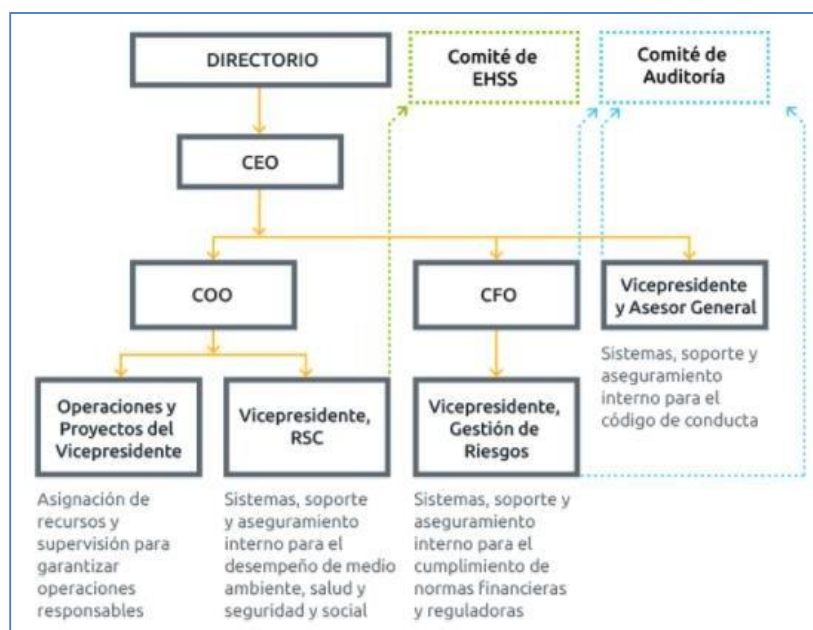 DIRECTORIO
Comité de
EHSS
Comité de
Auditoría
CEO
COO
CFO
Vicepresidente
y Asesor General
Sistemas, soporte y
aseguramiento
interno para el
código de conducta
Operaciones y
Proyectos del
Vicepresidente
Vicepresidente,
RSC
Vicepresidente,
Gestión de
Riesgos
Asignación de
recursos y
supervisión para
garantizar
operaciones
responsables
Sistemas, soporte
y aseguramiento
interno para el
desempeño de medio
ambiente, salud y
seguridad y social
Sistemas, soporte y
aseguramiento
interno para el
cumplimiento de
normas financieras
y reguladoras